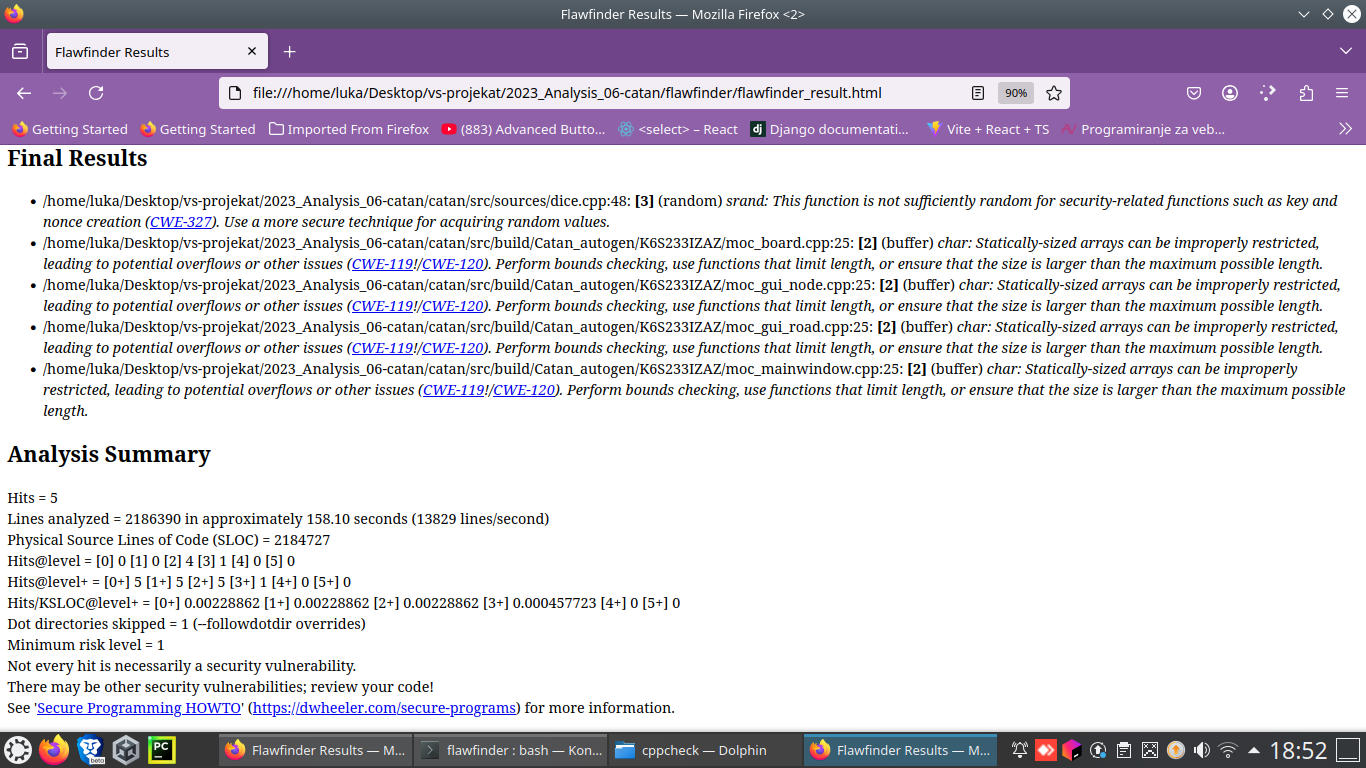 Flawfinder Results — Mozilla Firefox <2>
Flawfinder Results
file:///home/luka/Desktop/vs-projekat/2023_Analysis_06-catan/flawfinder/flawfinder_result.html
90%
Getting Started
Getting Started
Imported From Firefox
(883) Advanced Butto...
<select> – React
Django documentati...
Vite + React + TS
Programiranje za veb...
Final Results
/home/luka/Desktop/vs-projekat/2023_Analysis_06-catan/catan/src/sources/dice.cpp:48: [3] (random) srand: This function is not sufficiently random for security-related functions such as key and
nonce creation (CWE-327). Use a more secure technique for acquiring random values.
/home/luka/Desktop/vs-projekat/2023_Analysis_06-catan/catan/src/build/Catan_autogen/K6S233IZAZ/moc_board.cpp:25: [2] (buffer) char: Statically-sized arrays can be improperly restricted,
leading to potential overflows or other issues (CWE-119!/CWE-120). Perform bounds checking, use functions that limit length, or ensure that the size is larger than the maximum possible length.
/home/luka/Desktop/vs-projekat/2023_Analysis_06-catan/catan/src/build/Catan_autogen/K6S233IZAZ/moc_gui_node.cpp:25: [2] (buffer) char: Statically-sized arrays can be improperly restricted,
leading to potential overflows or other issues (CWE-119!/CWE-120). Perform bounds checking, use functions that limit length, or ensure that the size is larger than the maximum possible length.
/home/luka/Desktop/vs-projekat/2023_Analysis_06-catan/catan/src/build/Catan_autogen/K6S233IZAZ/moc_gui_road.cpp:25: [2] (buffer) char: Statically-sized arrays can be improperly restricted,
leading to potential overflows or other issues (CWE-119!/CWE-120). Perform bounds checking, use functions that limit length, or ensure that the size is larger than the maximum possible length.
/home/luka/Desktop/vs-projekat/2023_Analysis_06-catan/catan/src/build/Catan_autogen/K6S233IZAZ/moc_mainwindow.cpp:25: [2] (buffer) char: Statically-sized arrays can be improperly
restricted, leading to potential overflows or other issues (CWE-119!/CWE-120). Perform bounds checking, use functions that limit length, or ensure that the size is larger than the maximum possible
length.
Analysis Summary
Hits = 5
Lines analyzed = 2186390 in approximately 158.10 seconds (13829 lines/second)
Physical Source Lines of Code (SLOC) = 2184727
Hits@level = [0] 0 [1] 0 [2] 4 [3] 1 [4] 0 [5] 0
Hits@level+ = [0+] 5 [1+] 5 [2+] 5 [3+] 1 [4+] 0 [5+] 0
Hits/KSLOC@level+ = [0+] 0.00228862 [1+] 0.00228862 [2+] 0.00228862 [3+] 0.000457723 [4+] 0 [5+] 0
Dot directories skipped = 1 (--followdotdir overrides)
Minimum risk level = 1
Not every hit is necessarily a security vulnerability.
There may be other security vulnerabilities; review your code!
See 'Secure Programming HOWTO' (https://dwheeler.com/secure-programs) for more information.
beta
PC
Flawfinder Results — M...
flawfinder : bash — Kon...
cppcheck — Dolphin
Flawfinder Results — M...
18:52